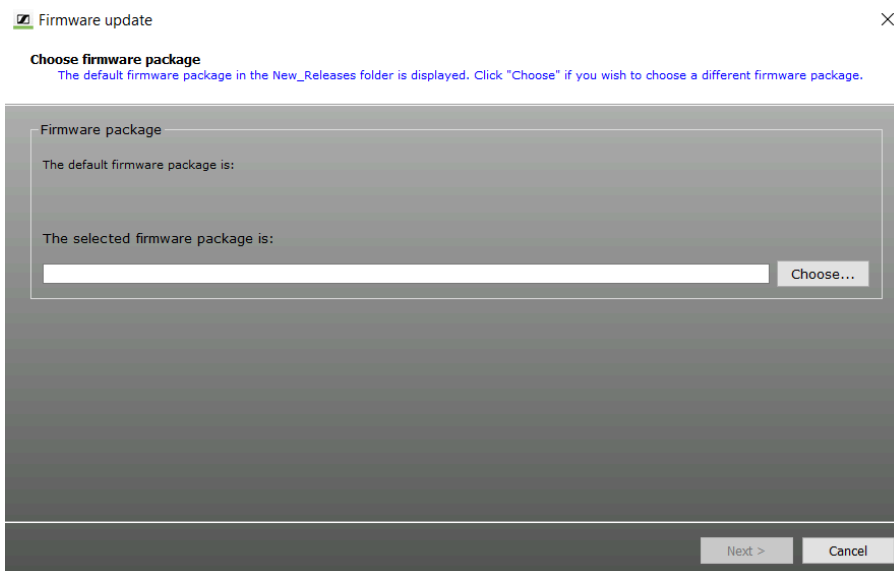 Firmware update
Choose firmware package
The default firmware package in the New_Releases folder is displayed. Click "Choose" if you wish to choose a different firmware package.
Firmware package
The default firmware package is:
The selected firmware package is:
Choose...
Next >
Cancel